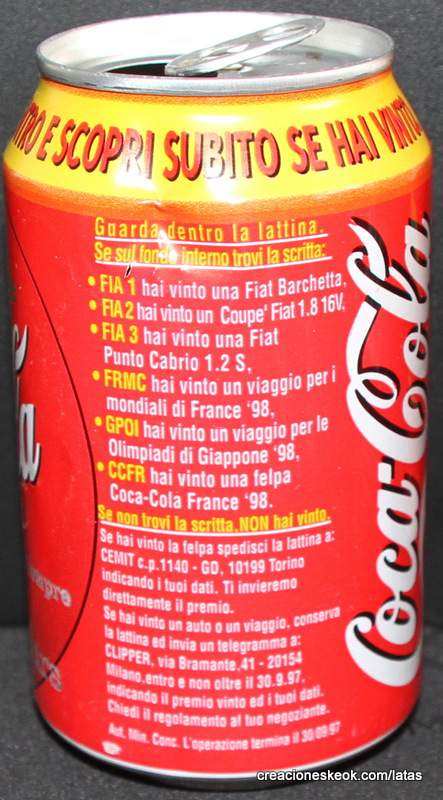 TRO E SCOPRI SUBITO SE HAI VINTO
Guarda dentro la lattina.
Se sul fondo interno trovi la scritta:
• FIA 1 hai vinto una Fiat Barchetta,
• FIA 2 hai vinto un Coupe' Fiat 1.8 16V,
• FIA 3 hai vinto una Fiat
Punto Cabrio 1.2 S,
• FRMC hai vinto un viaggio per i
mondiali di France '98,
• GPOI hai vinto un viaggio per le
Olimpiadi di Giappone '98,
• CCFR hai vinto una felpa
Coca-Cola France '98.
Se non trovi la scritta.NON hai vinto.
Se hai vinto la felpa spedisci la lattina a:
CEMIT c.p.1140 - GD, 10199 Torino
indicando i tuoi dati. Ti invieremo
direttamente il premio.
Se hai vinto un auto o un viaggio, conserva
la lattina ed invia un telegramma a:
CLIPPER, via Bramante,41 - 20154
Milano.entro e non oltre il 30.9.97.
indicando il premio vinto ed i tuoi dati.
Chiedi il regolamento al tuo negoziante.
Aut. Min. Conc. L'operazione termina il 30/09/97
Coca-Cola
creacioneskeok.com/latas